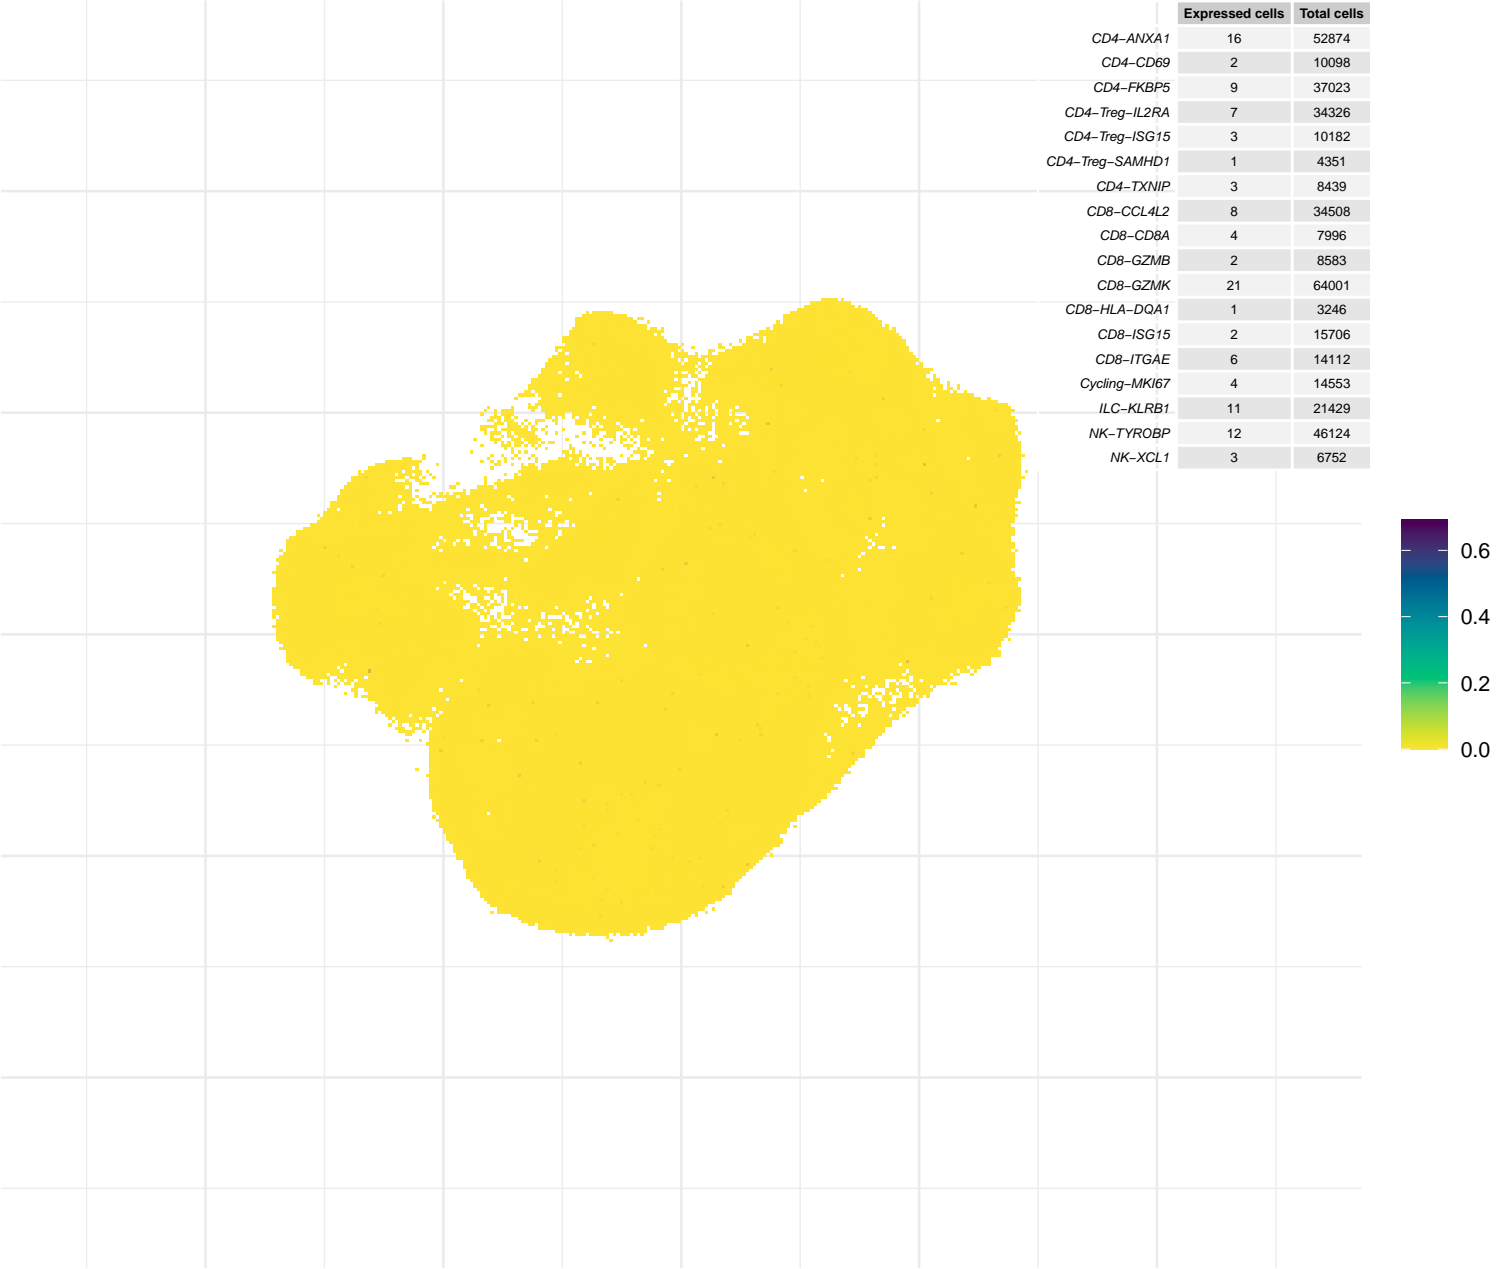 Expressed cells Total cells
CD4−ANXA1 16 52874
CD4−CD69 2 10098
CD4−FKBP5 9 37023
CD4−Treg−IL2RA 7 34326
CD4−Treg−ISG15 3 10182
CD4−Treg−SAMHD1 1 4351
CD4−TXNIP 3 8439
CD8−CCL4L2 8 34508
CD8−CD8A 4 7996
CD8−GZMB 2 8583
CD8−GZMK 21 64001
CD8−HLA−DQA1 1 3246
CD8−ISG15 2 15706
CD8−ITGAE 6 14112
Cycling−MKI67 4 14553
ILC−KLRB1 11 21429
NK−TYROBP 12 46124
NK−XCL1 3 6752
0.6
0.4
0.2
0.0